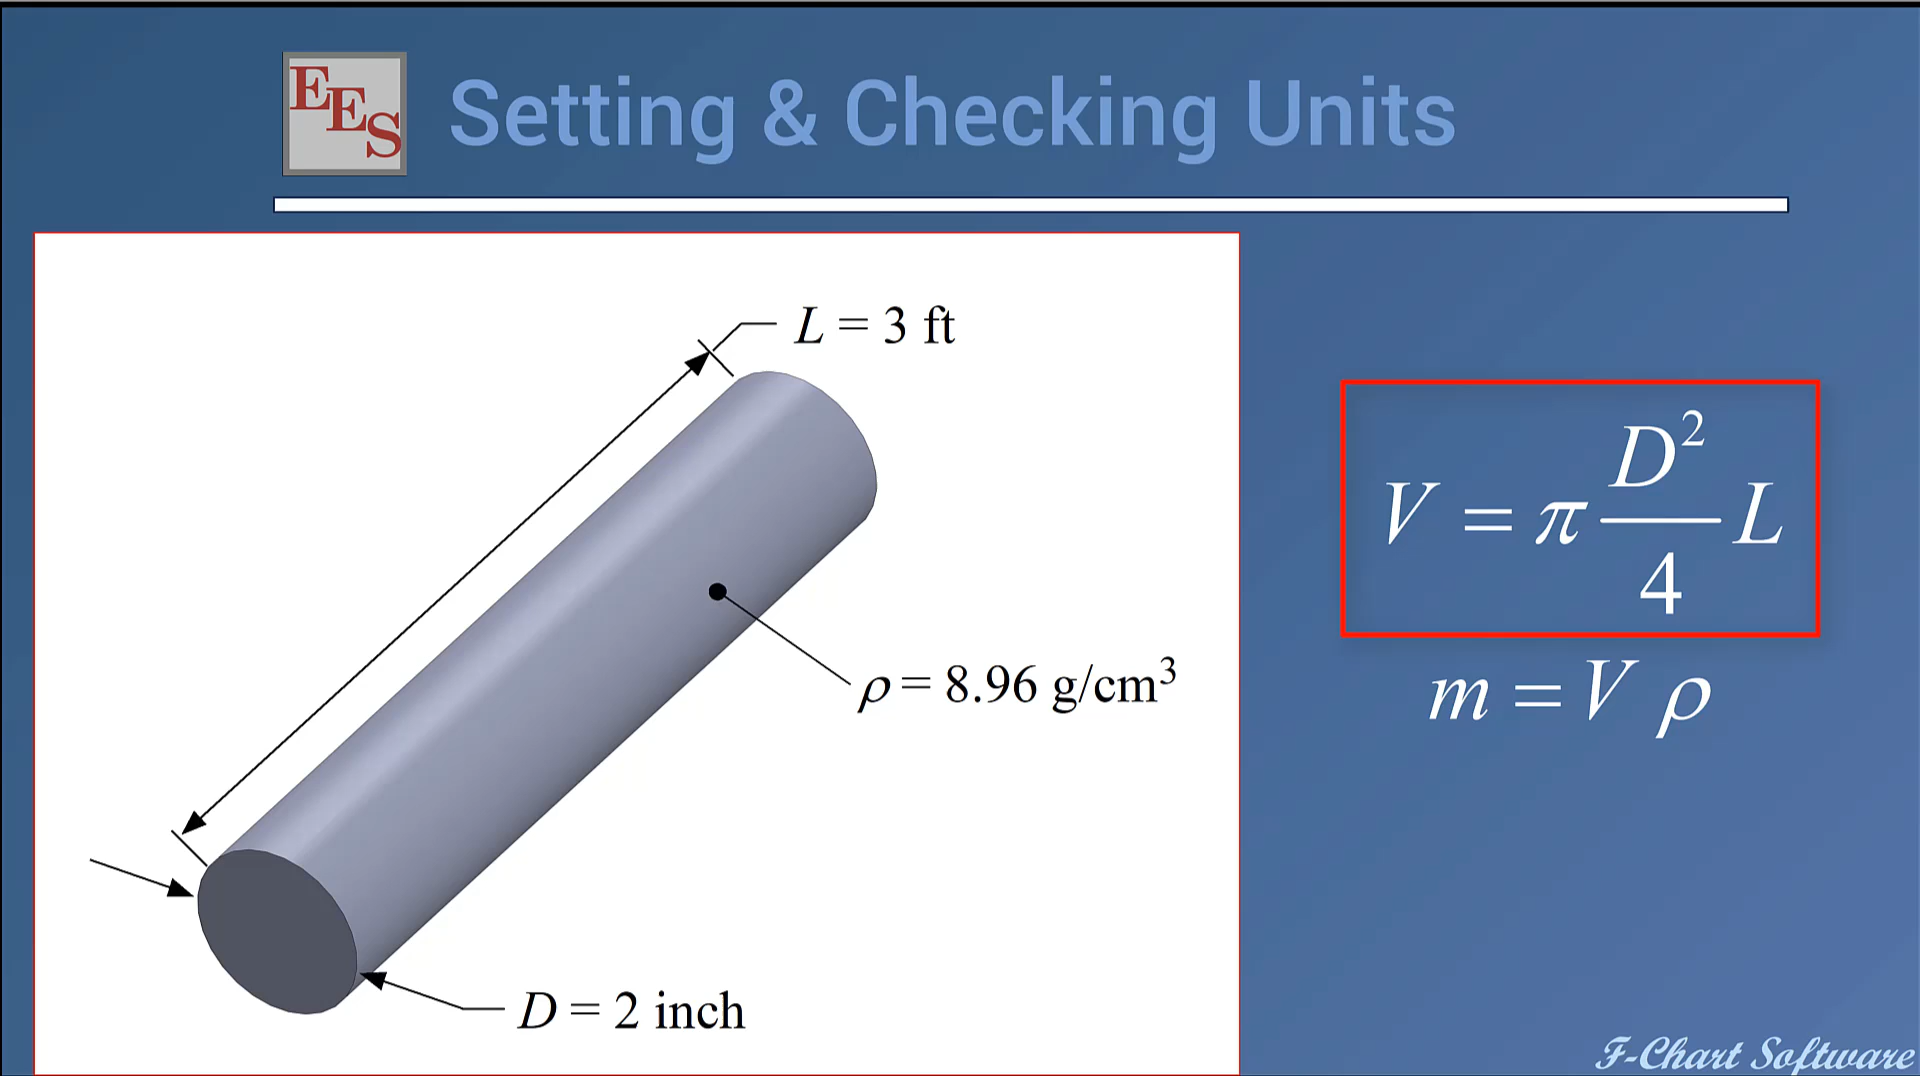 EES
Setting & Checking Units
L = 3 ft
ρ = 8.96 g/cm³
D = 2 inch
V = π D²/4 L
m = V ρ
F-Chart Software